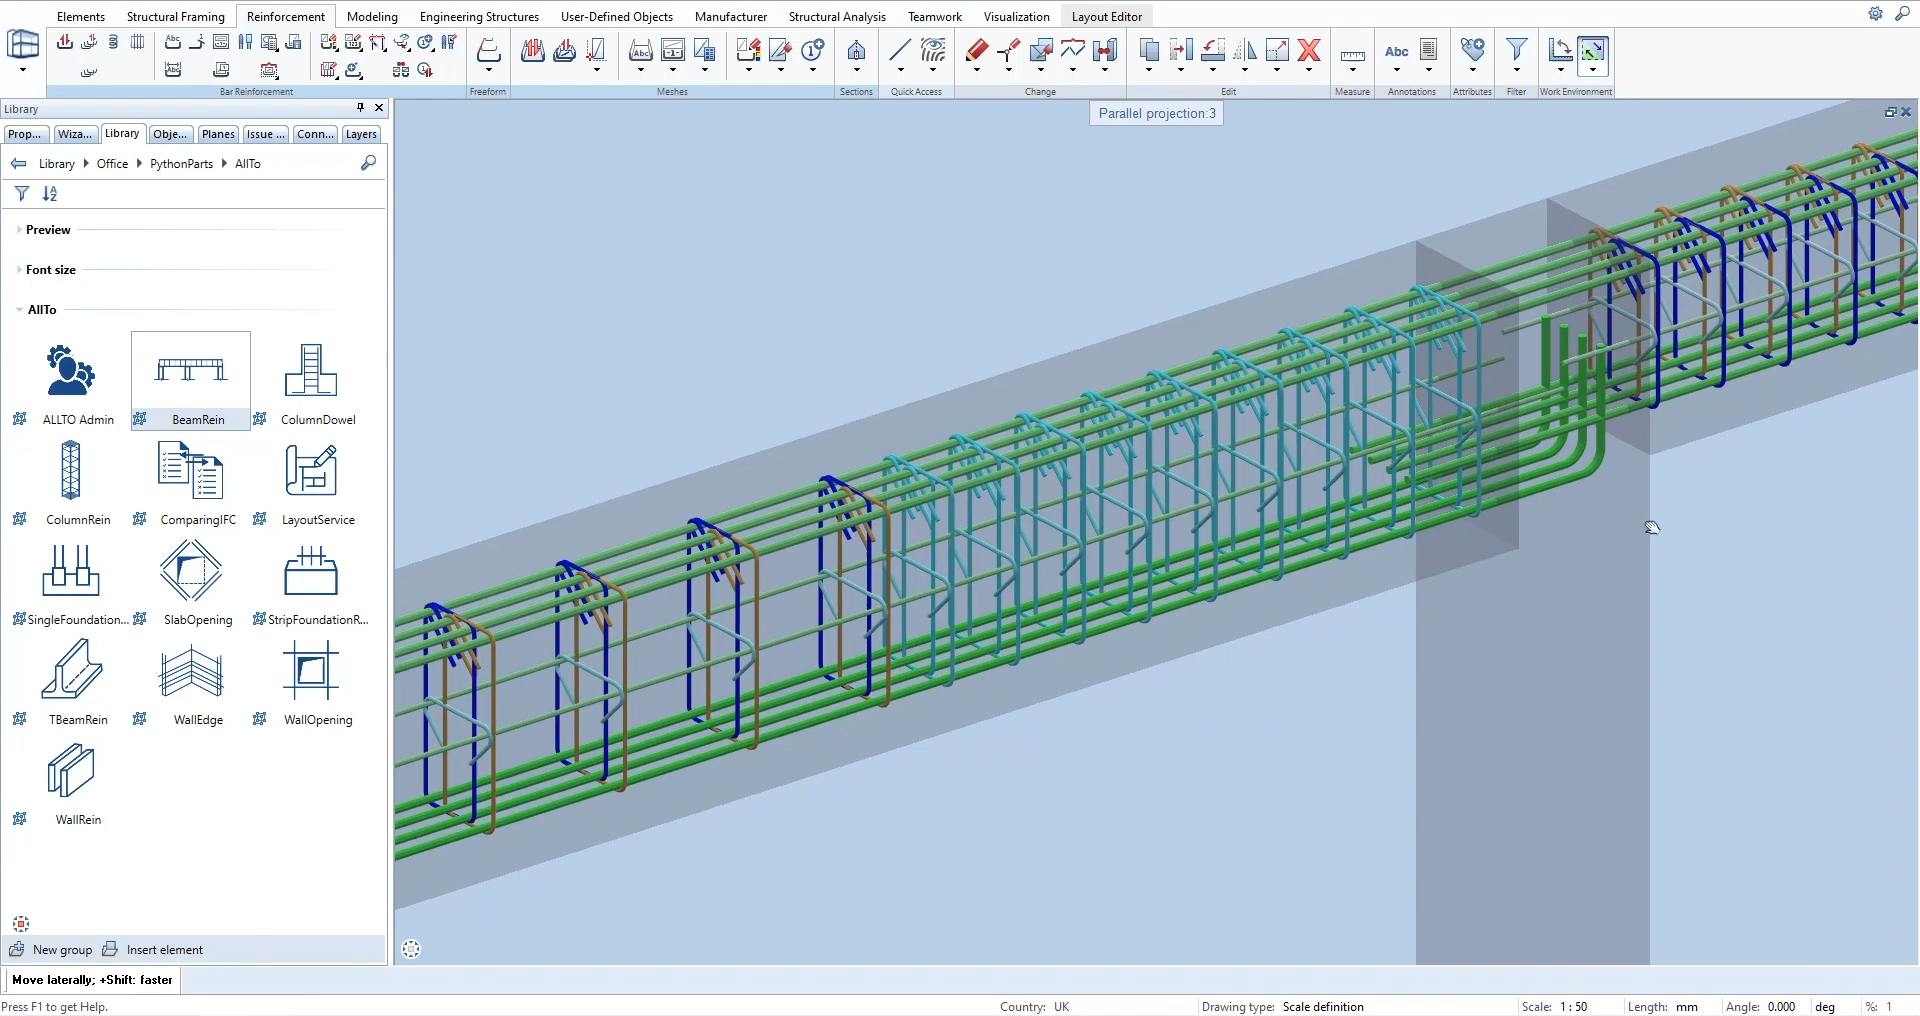 Elements Structural Framing Reinforcement Modeling Engineering Structures User-Defined Objects Manufacturer Structural Analysis Teamwork Visualization Layout Editor
Abc
Abc
Abc
Abc
Bar Reinforcement Freeform Meshes Sections Quick Access Change Edit Measure Annotations Attributes Filter Work Environment
Library
Prop... Wiza... Library Obje... Planes Issue ... Conn... Layers
Library Office PythonParts AllTo
Preview
Font size
AllTo
ALLTO Admin BeamRein ColumnDowel
ColumnRein ComparingIFC LayoutService
SingleFoundation... SlabOpening StripFoundationR...
TBeamRein WallEdge WallOpening
WallRein
New group Insert element
Parallel projection:3
Move laterally; +Shift: faster
Press F1 to get Help. Country: UK Drawing type: Scale definition Scale: 1 : 50 Length: mm Angle: 0.000 deg %: 1